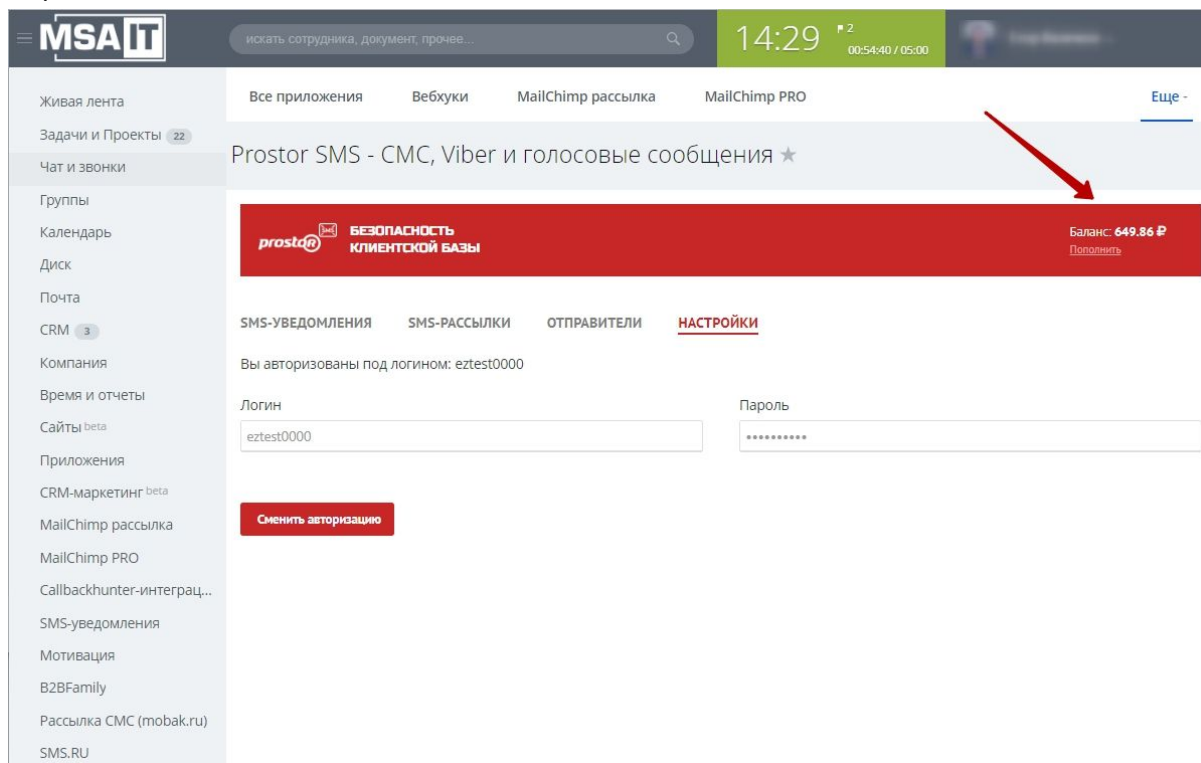 MSA IT
искать сотрудника, документ, прочее...
14:29
2
00:54:40 / 05:00
Живая лента
Задачи и Проекты 22
Чат и звонки
Группы
Календарь
Диск
Почта
CRM 3
Компания
Время и отчеты
Сайты beta
Приложения
CRM-маркетинг beta
MailChimp рассылка
MailChimp PRO
Callbackhunter-интеграц...
SMS-уведомления
Мотивация
B2BFamily
Рассылка СМС (mobak.ru)
SMS.RU
Все приложения Вебхуки MailChimp рассылка MailChimp PRO Еще -
Prostor SMS - СМС, Viber и голосовые сообщения ★
prostor SMS
БЕЗОПАСНОСТЬ
КЛИЕНТСКОЙ БАЗЫ
Баланс: 649.86 ₽
Пополнить
SMS-УВЕДОМЛЕНИЯ SMS-РАССЫЛКИ ОТПРАВИТЕЛИ НАСТРОЙКИ
Вы авторизованы под логином: eztest0000
Логин Пароль
eztest0000 ••••••••••
Сменить авторизацию